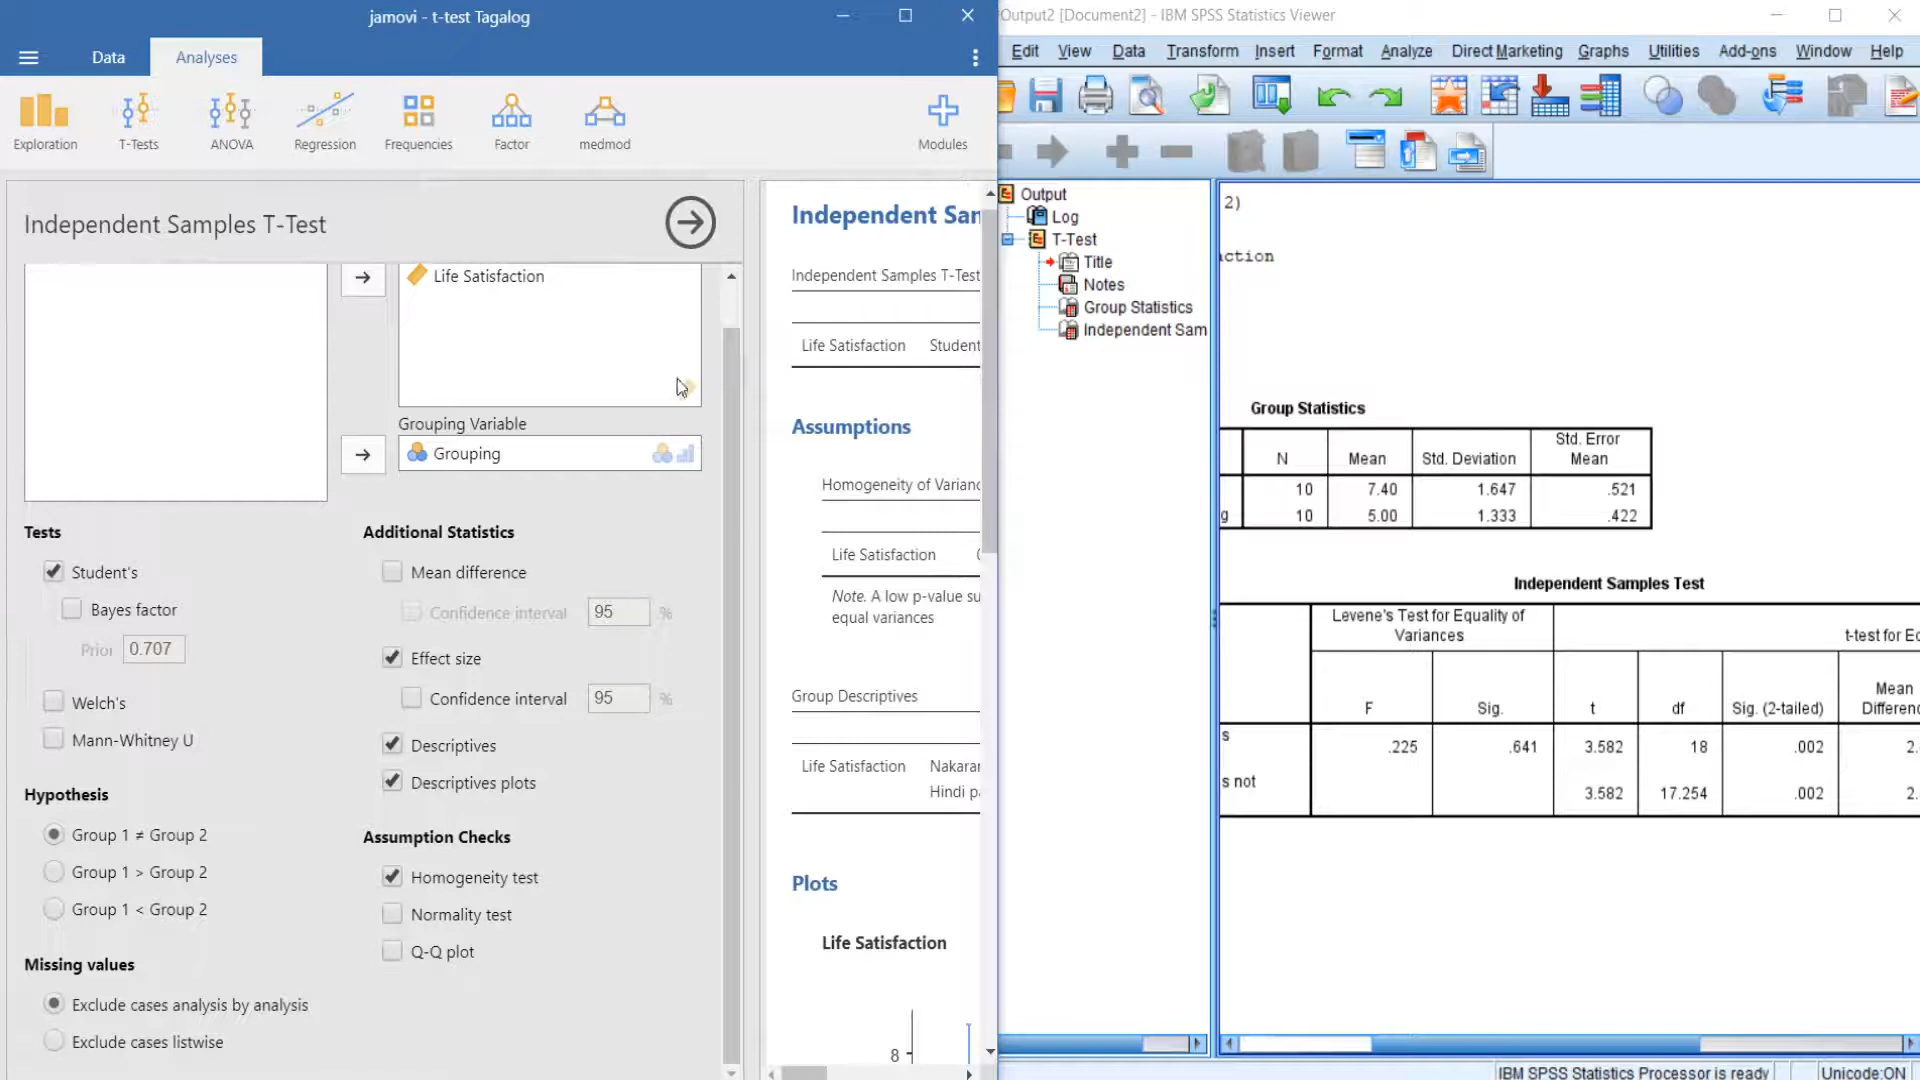 jamovi - t-test Tagalog
Data
Analyses
Exploration
T-Tests
ANOVA
Regression
Frequencies
Factor
medmod
Modules
Independent Samples T-Test
Life Satisfaction
Grouping Variable
Grouping
Tests
Student's
Bayes factor
Prior 0.707
Welch's
Mann-Whitney U
Hypothesis
Group 1 ≠ Group 2
Group 1 > Group 2
Group 1 < Group 2
Missing values
Exclude cases analysis by analysis
Exclude cases listwise
Additional Statistics
Mean difference
Confidence interval 95 %
Effect size
Confidence interval 95 %
Descriptives
Descriptives plots
Assumption Checks
Homogeneity test
Normality test
Q-Q plot
Independent Sar
Independent Samples T-Test
Life Satisfaction Student
Assumptions
Homogeneity of Varianc
Life Satisfaction
Note. A low p-value su
equal variances
Group Descriptives
Life Satisfaction Nakarar
Hindi pa
Plots
Life Satisfaction
8
Output2 [Document2] - IBM SPSS Statistics Viewer
Edit View Data Transform Insert Format Analyze Direct Marketing Graphs Utilities Add-ons Window Help
Output
Log
T-Test
Title
Notes
Group Statistics
Independent Sam
2)
action
Group Statistics
N Mean Std. Deviation Std. Error Mean
10 7.40 1.647 .521
g 10 5.00 1.333 .422
Independent Samples Test
Levene's Test for Equality of Variances
t-test for Eq
F Sig. t df Sig. (2-tailed) Mean Differenc
s .225 .641 3.582 18 .002 2.
s not 3.582 17.254 .002 2.
IBM SPSS Statistics Processor is ready
Unicode:ON